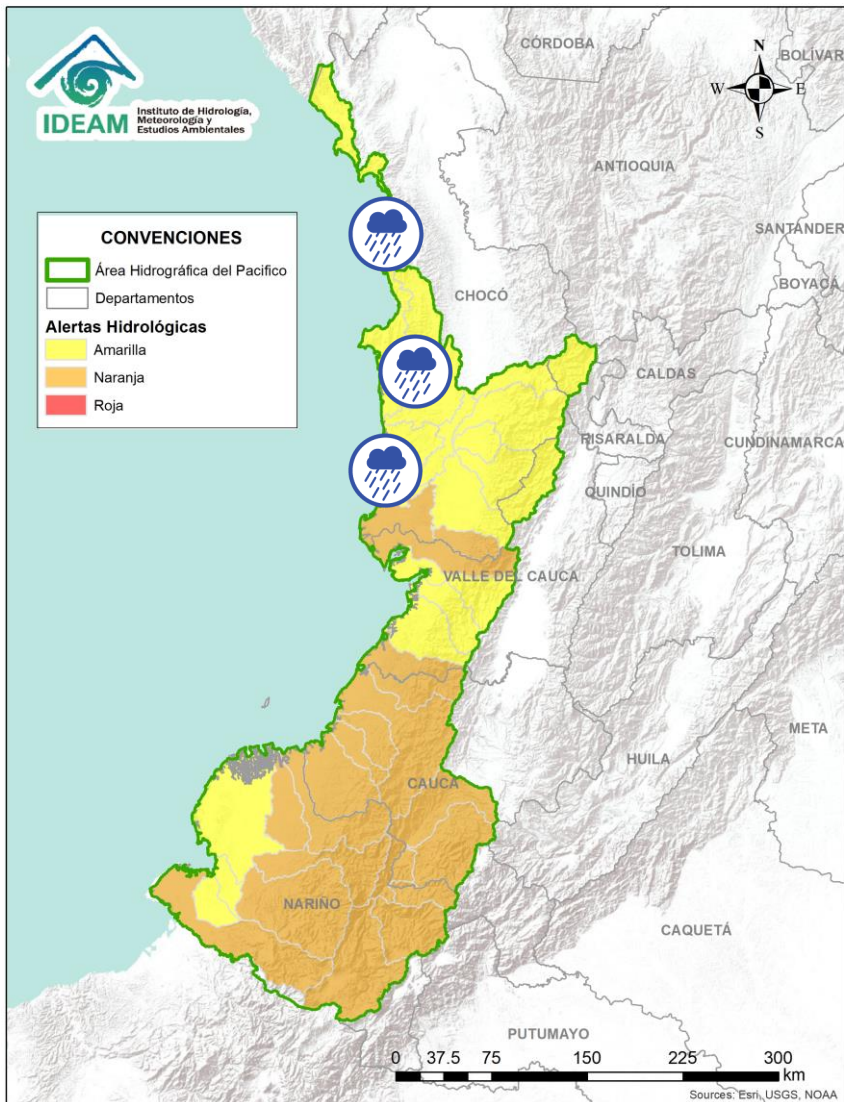 IDEAM
Instituto de Hidrología,
Meteorología y
Estudios Ambientales
CÓRDOBA
BOLÍVAR
N
W
E
S
ANTIOQUIA
SANTANDER
BOYACÁ
CONVENCIONES
Área Hidrográfica del Pacifico
Departamentos
Alertas Hidrológicas
Amarilla
Naranja
Roja
CHOCÓ
CALDAS
RISARALDA
CUNDINAMARCA
QUINDÍO
TOLIMA
VALLE DEL CAUCA
META
HUILA
CAUCA
NARIÑO
CAQUETÁ
PUTUMAYO
0 37.5 75 150 225 300
km
Sources: Esri, USGS, NOAA